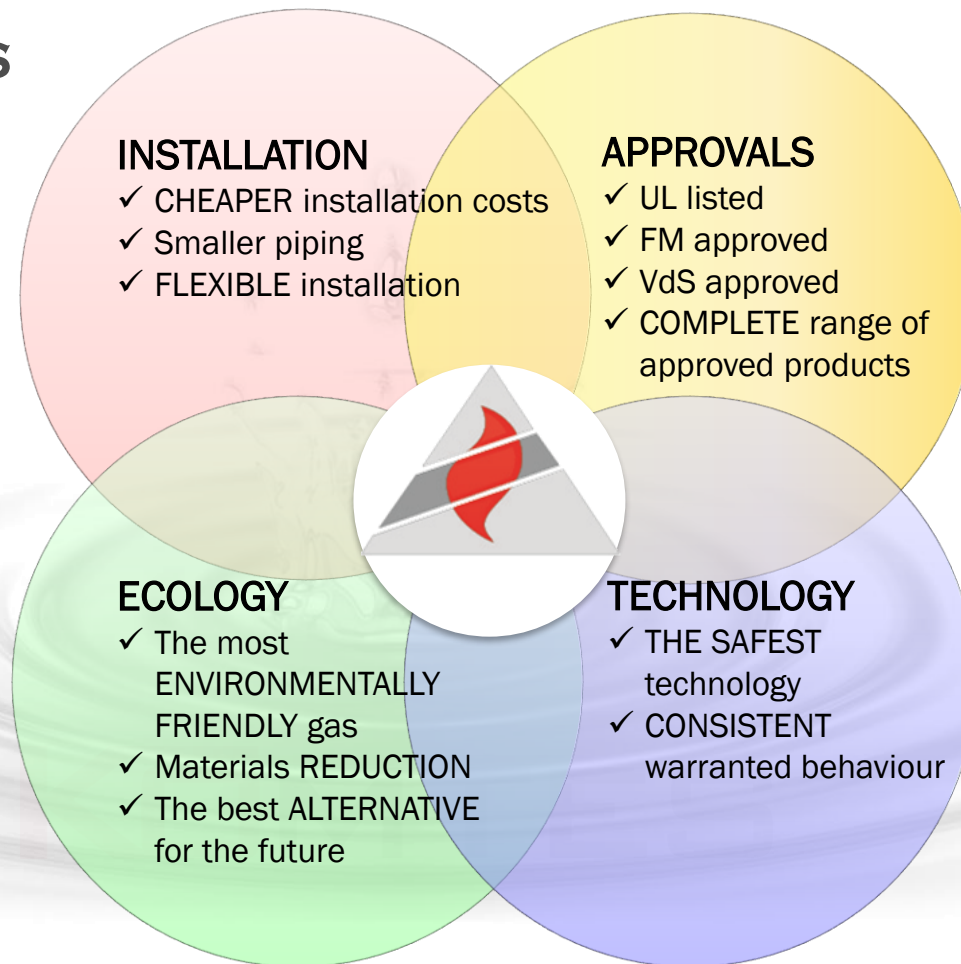 INSTALLATION
✓ CHEAPER installation costs
✓ Smaller piping
✓ FLEXIBLE installation
APPROVALS
✓ UL listed
✓ FM approved
✓ VdS approved
✓ COMPLETE range of
approved products
ECOLOGY
✓ The most
ENVIRONMENTALLY
FRIENDLY gas
✓ Materials REDUCTION
✓ The best ALTERNATIVE
for the future
TECHNOLOGY
✓ THE SAFEST
technology
✓ CONSISTENT
warranted behaviour